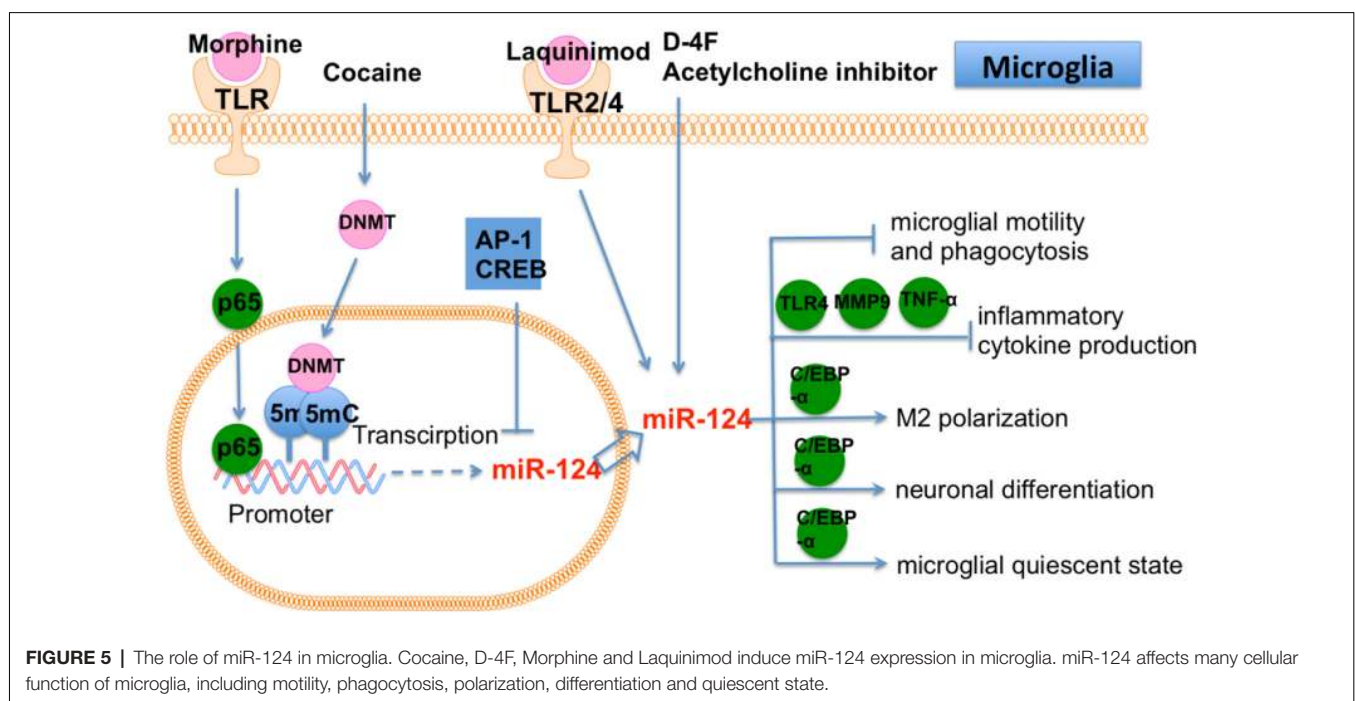 Morphine
TLR
Cocaine
Laquinimod
TLR2/4
D-4F
Acetylcholine inhibitor
Microglia
DNMT
AP-1
CREB
p65
DNMT
5m
5mC
p65
Transcirption
miR-124
Promoter
miR-124
microglial motility
and phagocytosis
TLR4
MMP9
TNF-α
inflammatory
cytokine production
C/EBP
-α
M2 polarization
C/EBP
-α
neuronal differentiation
C/EBP
-α
microglial quiescent state
FIGURE 5 | The role of miR-124 in microglia. Cocaine, D-4F, Morphine and Laquinimod induce miR-124 expression in microglia. miR-124 affects many cellular
function of microglia, including motility, phagocytosis, polarization, differentiation and quiescent state.